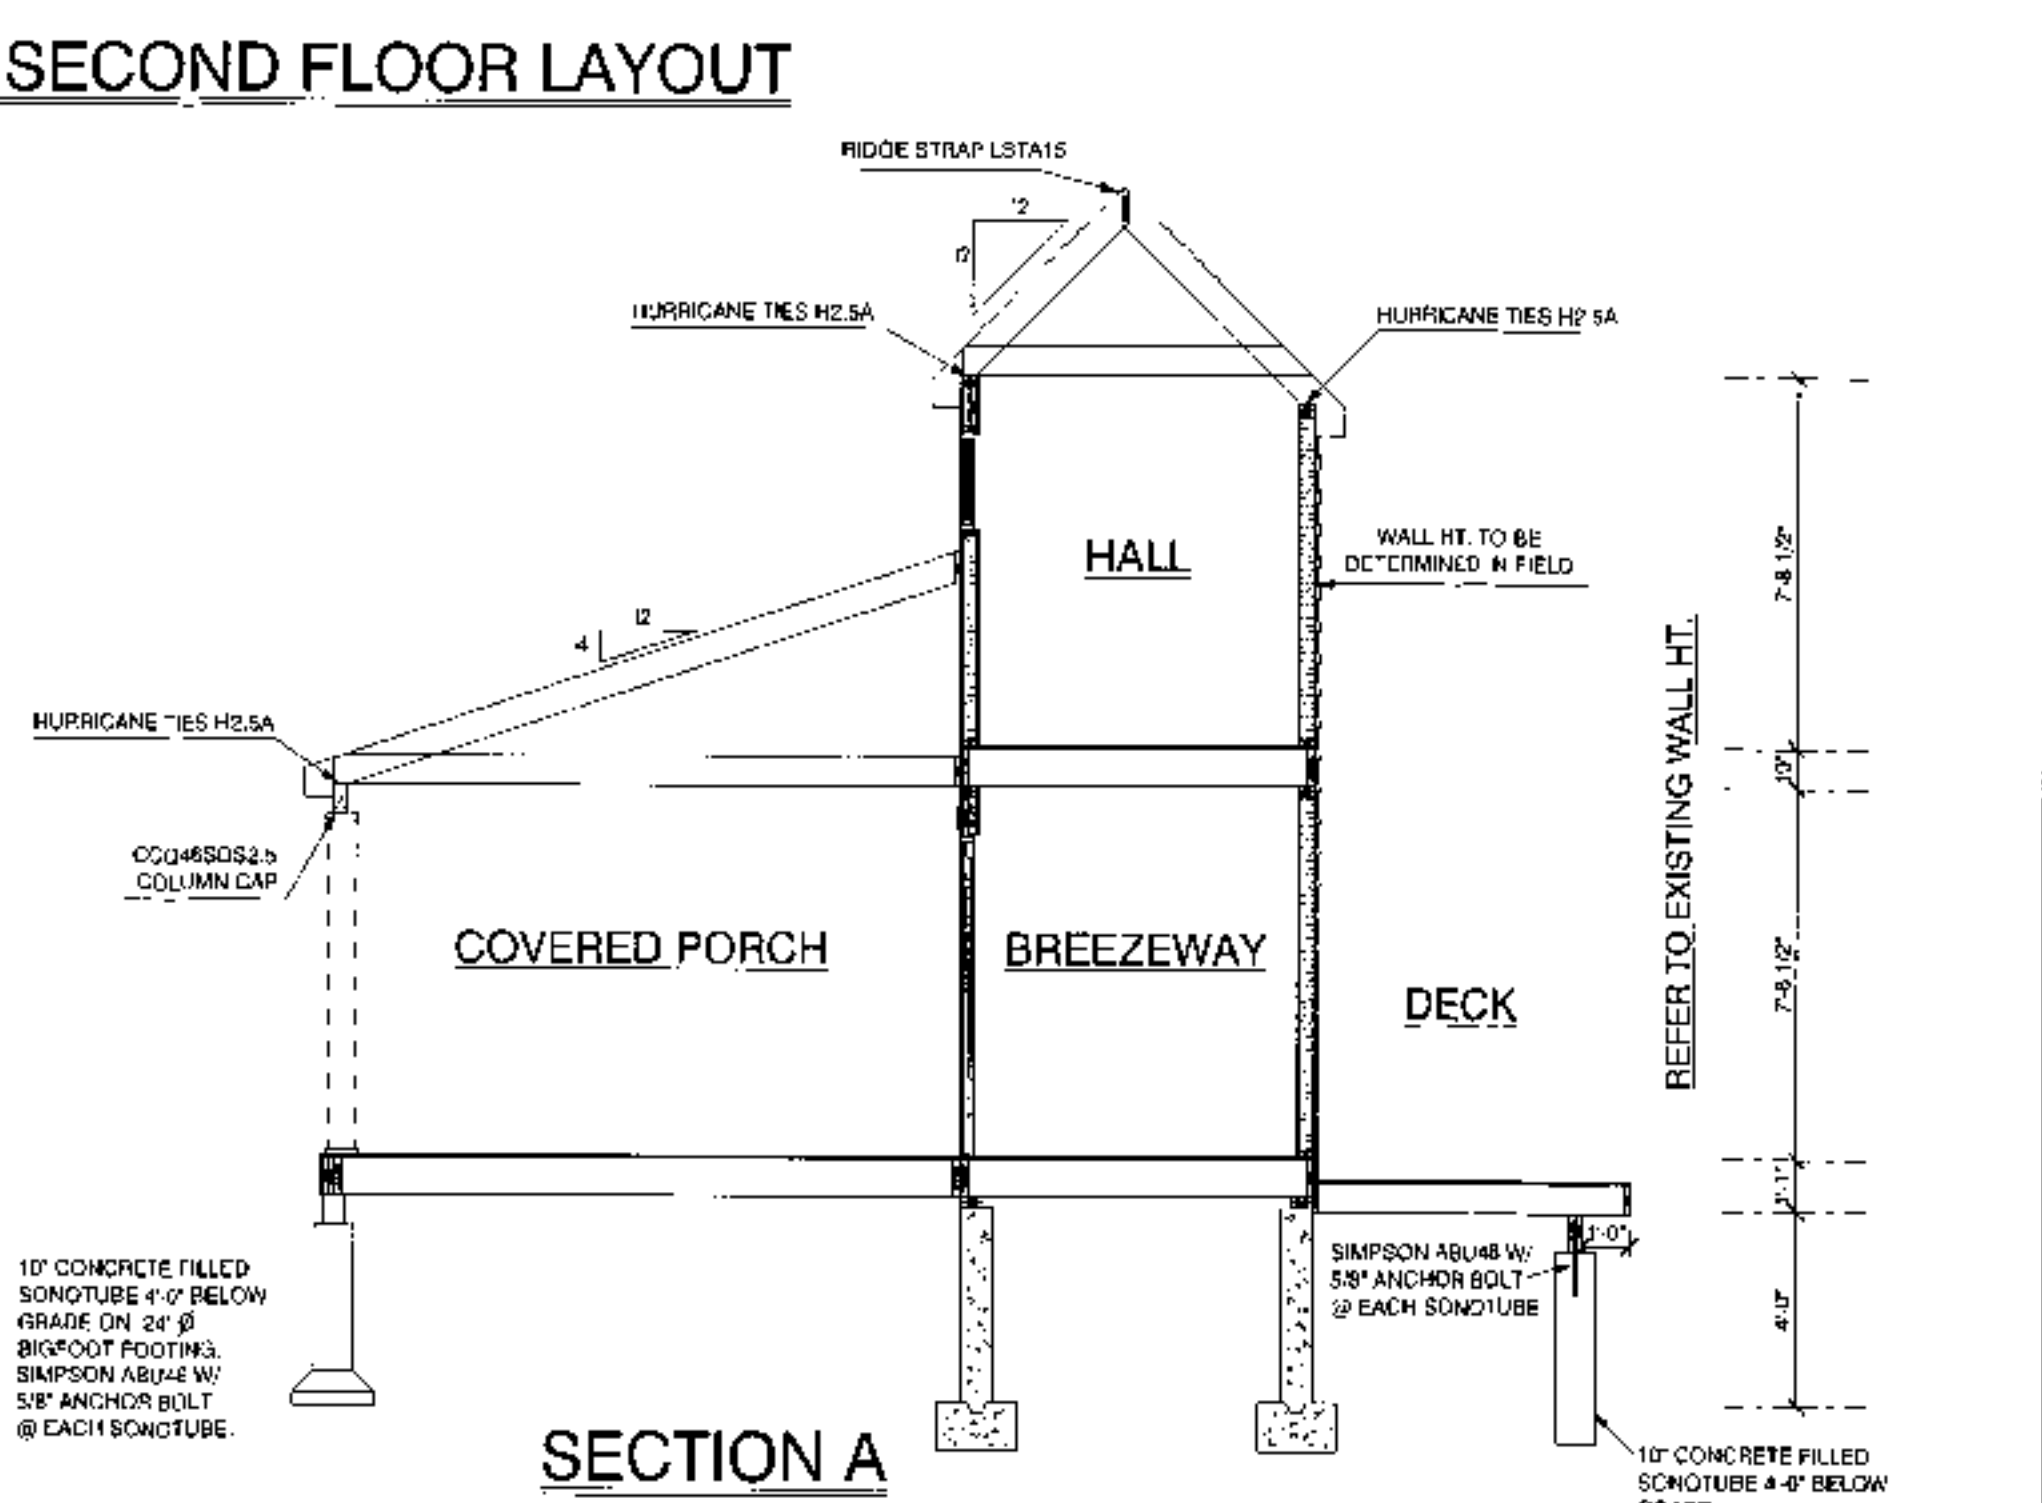 SECOND FLOOR LAYOUT
RIDGE STRAP LSTA15
12
12
HURRICANE TIES H2.5A
HURRICANE TIES H2.5A
HALL
WALL HT. TO BE
DETERMINED IN FIELD
7'-8 1/2"
12
4
HURRICANE TIES H2.5A
10"
REFER TO EXISTING WALL HT.
COLUMN CAP
COVERED PORCH
BREEZEWAY
DECK
7'-8 1/2"
1'-0"
SIMPSON ABU46 W/
5/8" ANCHOR BOLT
@ EACH SONOTUBE
4'-0"
10" CONCRETE FILLED
SONOTUBE 4'-0" BELOW
GRADE ON 24" Ø
BIGFOOT FOOTING.
SIMPSON ABU46 W/
5/8" ANCHOR BOLT
@ EACH SONOTUBE.
SECTION A
10" CONCRETE FILLED
SONOTUBE 4'-0" BELOW